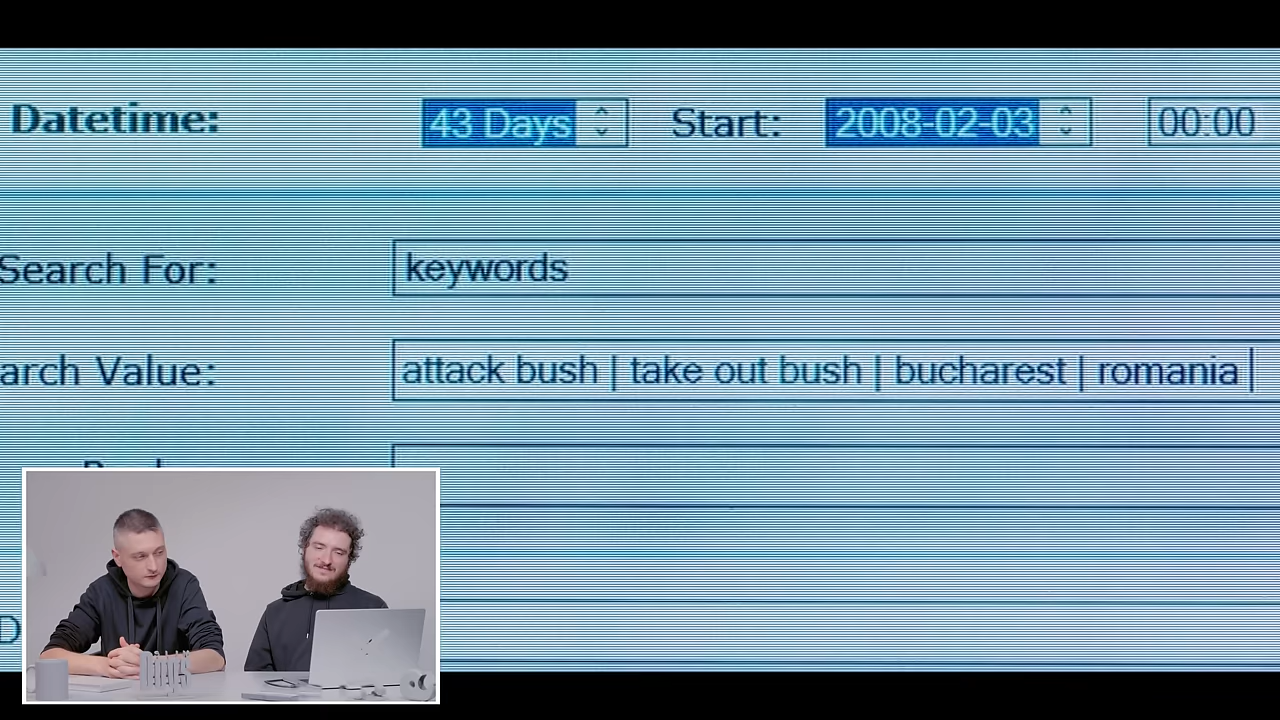 Datetime: 43 Days Start: 2008-02-03 00:00
Search For: keywords
arch Value: attack bush | take out bush | bucharest | romania
D